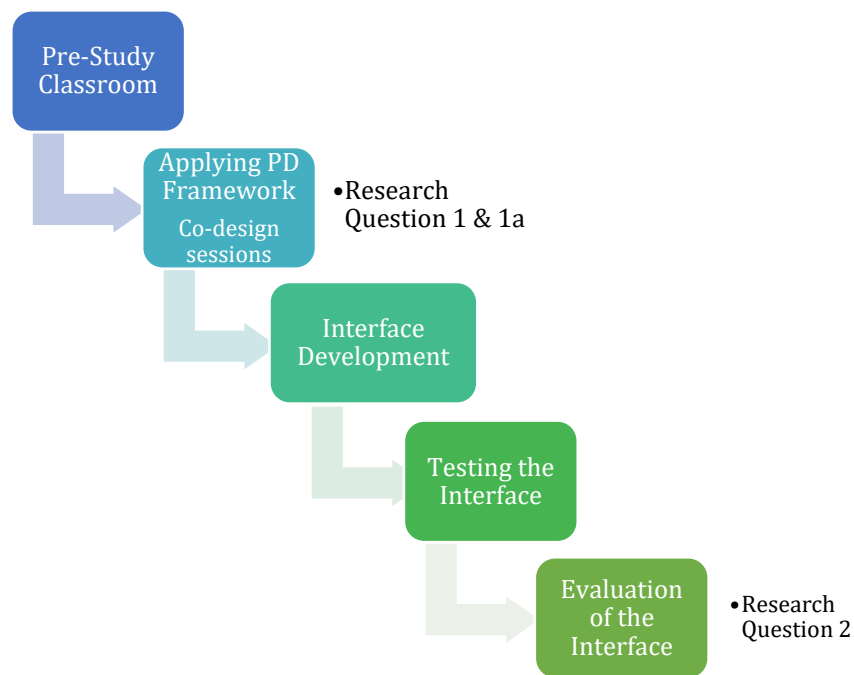 Pre-Study
Classroom
Applying PD
Framework
Co-design
sessions
•Research
Question 1 & 1a
Interface
Development
Testing the
Interface
Evaluation
of the
Interface
•Research
Question 2